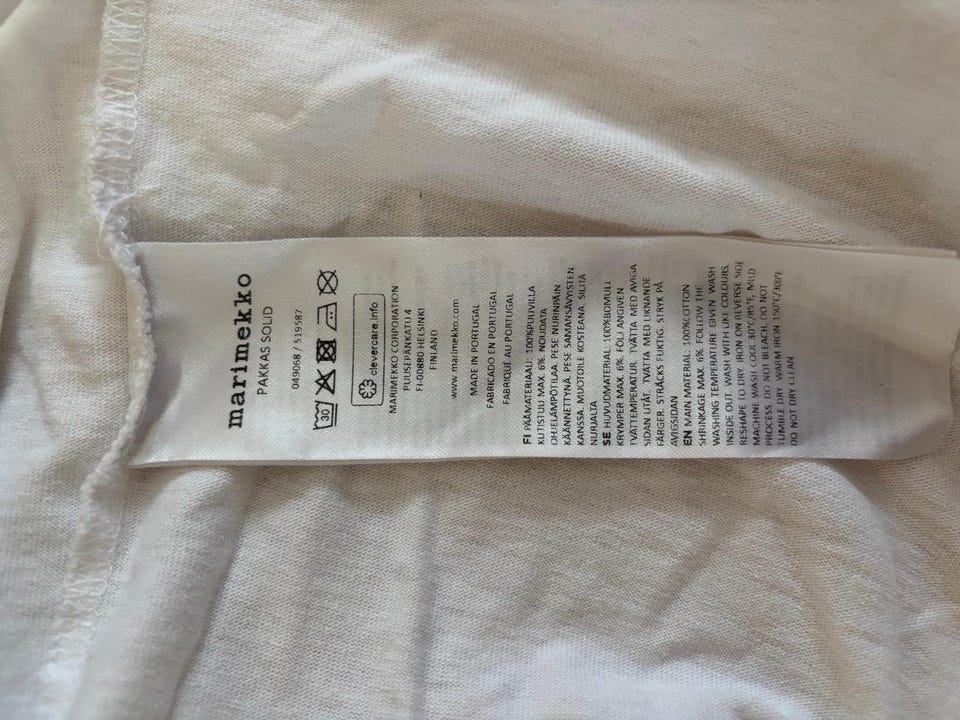 marimekko
PAKKAS SOLID
049068 / 519587
30
clevercare.info
MARIMEKKO CORPORATION
PUUSEPÄNKATU 4
FI-00880 HELSINKI
FINLAND
www.marimekko.com
MADE IN PORTUGAL
FABRICADO EN PORTUGAL
FABRIQUÉ AU PORTUGAL
FI PÄÄMATERIAALI: 100%PUUVILLA
KUTISTUU MAX. 6%. NOUDATA
OHJELÄMPÖTILAA. PESE NURINPÄIN
KÄÄNNETTYNÄ. PESE SAMANSÄVYISTEN
KANSSA. MUOTOILE KOSTEANA. SILITÄ
NURJALTA
SE HUVUDMATERIAL: 100%BOMULL
KRYMPER MAX. 6%. FÖLJ ANGIVEN
TVÄTTEMPERATUR. TVÄTTA MED AVIGA
SIDAN UTÅT. TVÄTTA MED LIKNANDE
FÄRGER. STRÄCKS FUKTIG. STRYK PÅ
AVIGSIDAN
EN MAIN MATERIAL: 100%COTTON
SHRINKAGE MAX. 6%. FOLLOW THE
WASHING TEMPERATURE GIVEN. WASH
INSIDE OUT. WASH WITH LIKE COLOURS.
RESHAPE TO DRY. IRON ON REVERSE SIDE
MACHINE WASH COOL 30°C/85°F, MILD
PROCESS DO NOT BLEACH. DO NOT
TUMBLE DRY. WARM IRON 150°C/300°F.
DO NOT DRY CLEAN